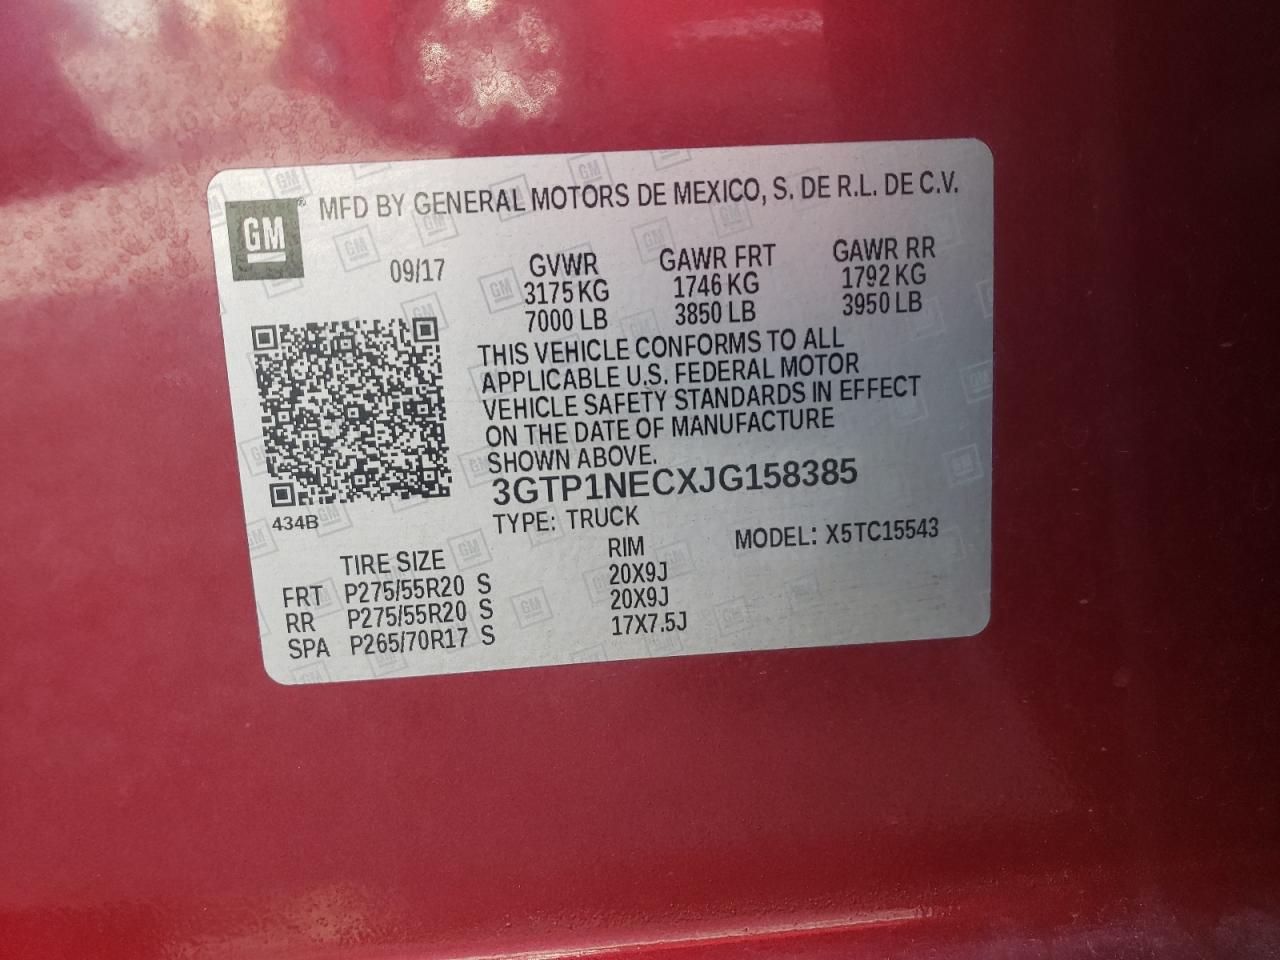 GM
MFD BY GENERAL MOTORS DE MEXICO, S. DE R.L. DE C.V.
09/17
GVWR GAWR FRT GAWR RR
3175 KG 1746 KG 1792 KG
7000 LB 3850 LB 3950 LB
THIS VEHICLE CONFORMS TO ALL
APPLICABLE U.S. FEDERAL MOTOR
VEHICLE SAFETY STANDARDS IN EFFECT
ON THE DATE OF MANUFACTURE
SHOWN ABOVE.
3GTP1NECXJG158385
434B
TYPE: TRUCK MODEL: X5TC15543
TIRE SIZE RIM
FRT P275/55R20 S 20X9J
RR P275/55R20 S 20X9J
SPA P265/70R17 S 17X7.5J